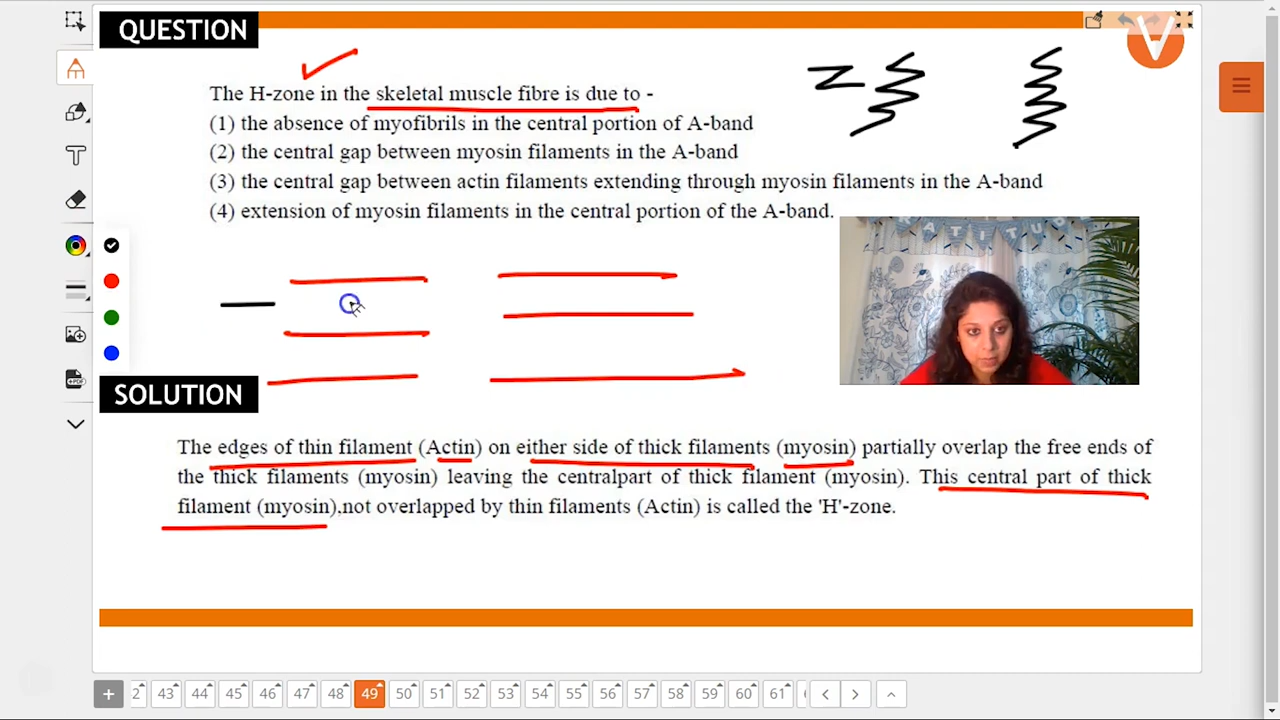 QUESTION
The H-zone in the skeletal muscle fibre is due to -
(1) the absence of myofibrils in the central portion of A-band
(2) the central gap between myosin filaments in the A-band
(3) the central gap between actin filaments extending through myosin filaments in the A-band
(4) extension of myosin filaments in the central portion of the A-band.
Z
V
GRATITUD
SOLUTION
The edges of thin filament (Actin) on either side of thick filaments (myosin) partially overlap the free ends of
the thick filaments (myosin) leaving the centralpart of thick filament (myosin). This central part of thick
filament (myosin),not overlapped by thin filaments (Actin) is called the 'H'-zone.
2 43 44 45 46 47 48 49 50 51 52 53 54 55 56 57 58 59 60 61